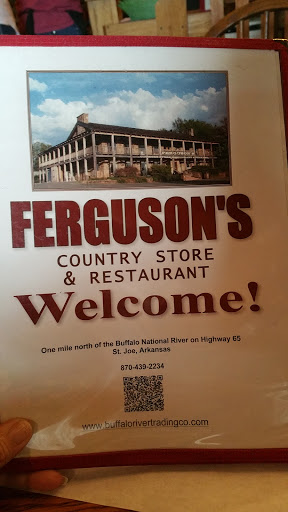 FERGUSON'S
COUNTRY STORE
& RESTAURANT
Welcome!
One mile north of the Buffalo National River on Highway 65
St. Joe, Arkansas
870-439-2234
www.buffalorivertradingco.com